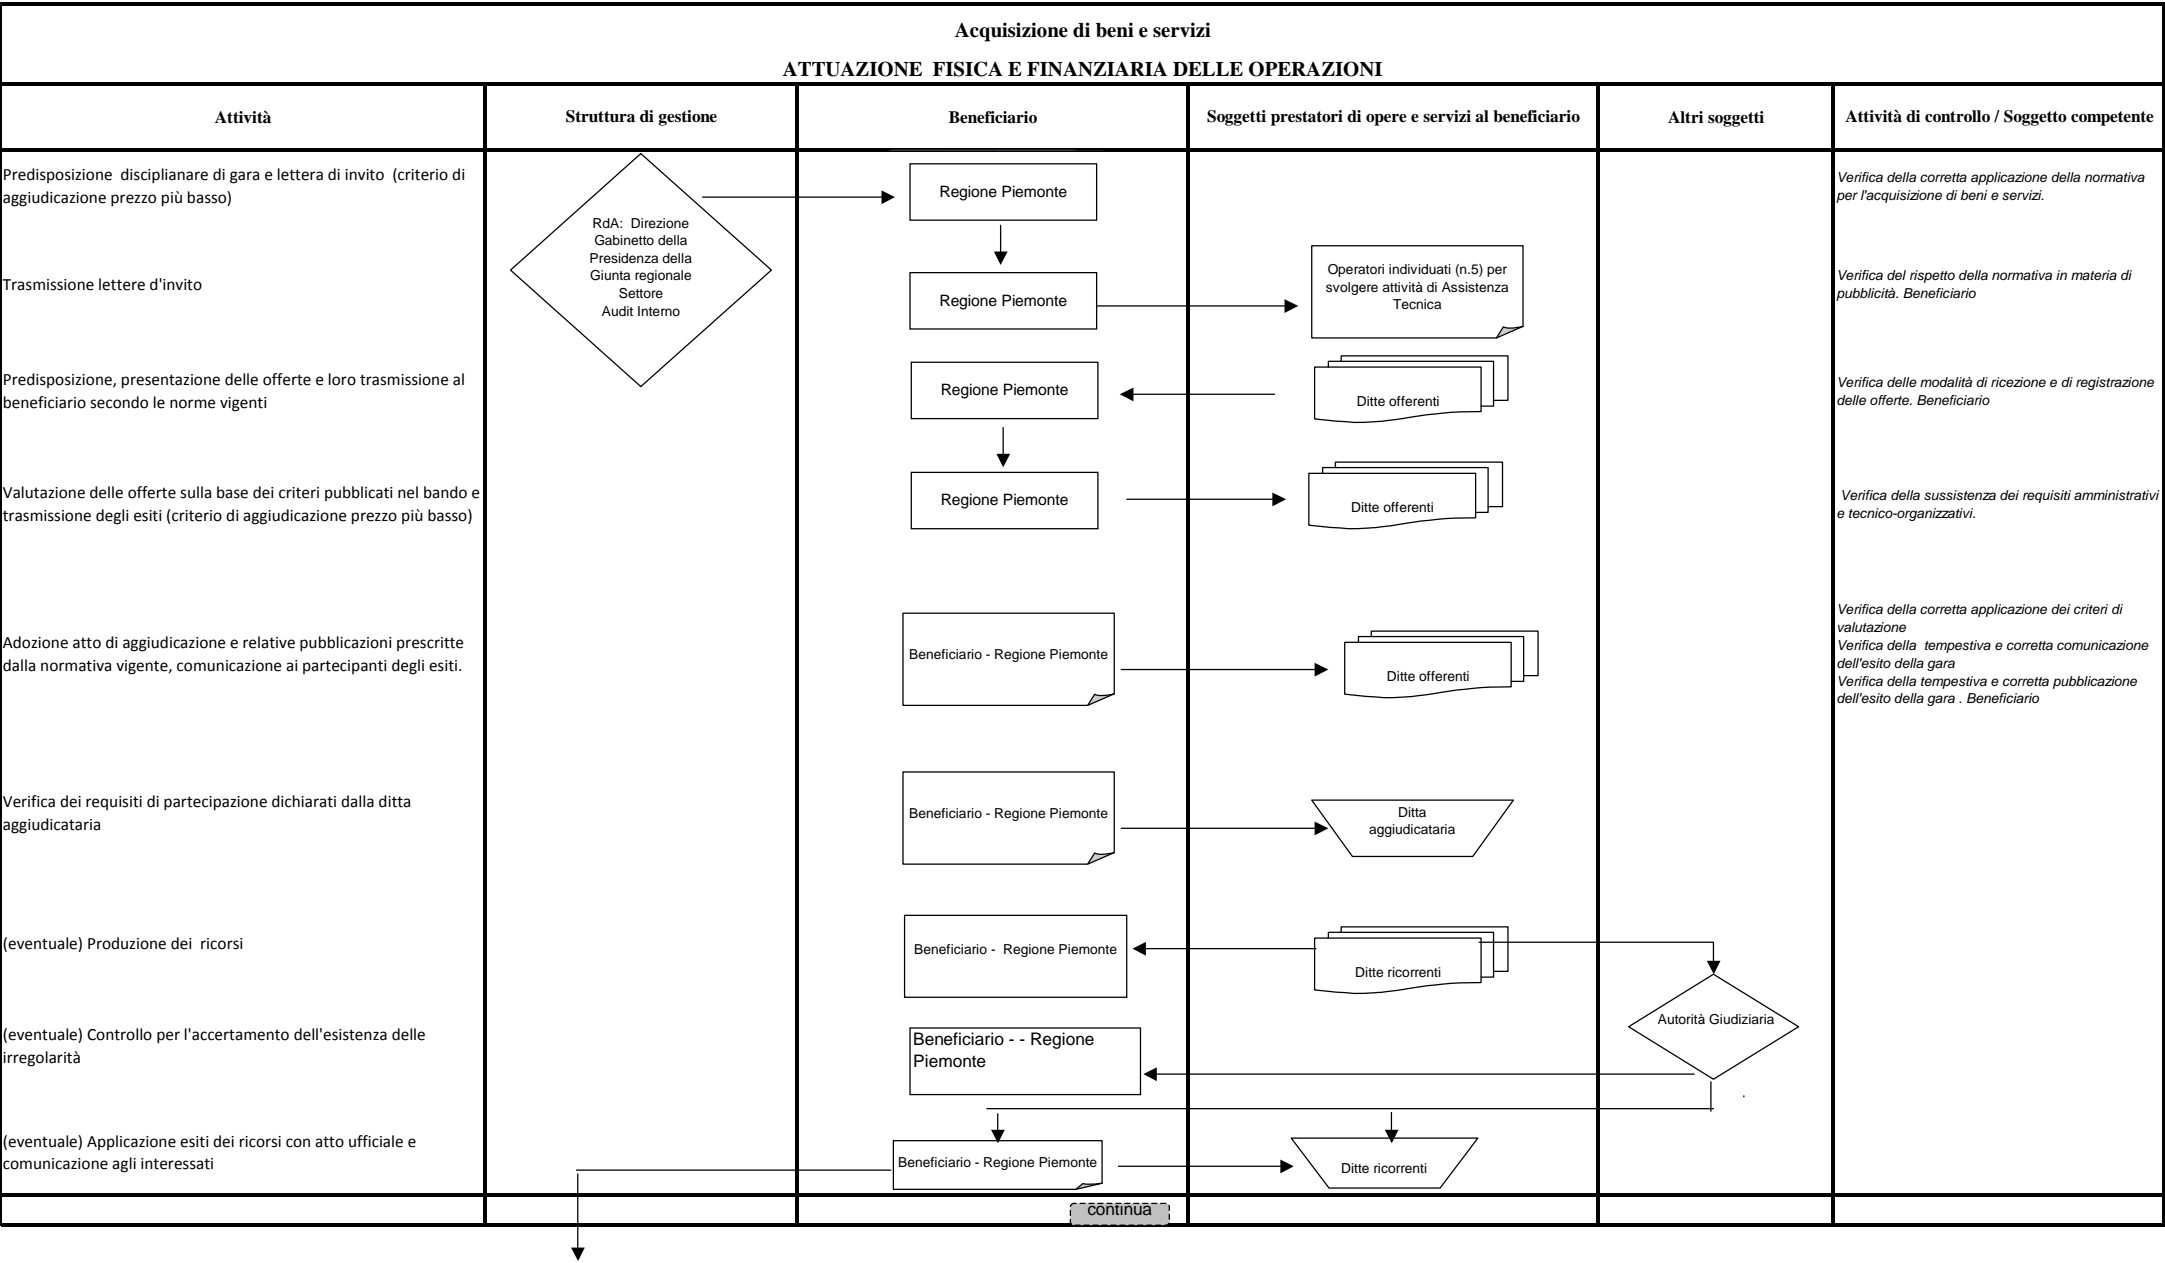 Acquisizione di beni e servizi
ATTUAZIONE  FISICA E FINANZIARIA DELLE OPERAZIONI
Attività
Struttura di gestione
Beneficiario
Soggetti prestatori di opere e servizi al beneficiario
Altri soggetti
Attività di controllo / Soggetto competente
Predisposizione  disciplianare di gara e lettera di invito  (criterio di
aggiudicazione prezzo più basso)
RdA:  Direzione
Gabinetto della
Presidenza della
Giunta regionale
Settore
Audit Interno
Regione Piemonte
Verifica della corretta applicazione della normativa
per l'acquisizione di beni e servizi.
Trasmissione lettere d'invito
Regione Piemonte
Operatori individuati (n.5) per
svolgere attività di Assistenza
Tecnica
Verifica del rispetto della normativa in materia di
pubblicità. Beneficiario
Predisposizione, presentazione delle offerte e loro trasmissione al
beneficiario secondo le norme vigenti
Regione Piemonte
Ditte offerenti
Verifica delle modalità di ricezione e di registrazione
delle offerte. Beneficiario
Valutazione delle offerte sulla base dei criteri pubblicati nel bando e
trasmissione degli esiti (criterio di aggiudicazione prezzo più basso)
Regione Piemonte
Ditte offerenti
Verifica della sussistenza dei requisiti amministrativi
e tecnico-organizzativi.
Adozione atto di aggiudicazione e relative pubblicazioni prescritte
dalla normativa vigente, comunicazione ai partecipanti degli esiti.
Beneficiario - Regione Piemonte
Ditte offerenti
Verifica della corretta applicazione dei criteri di
valutazione
Verifica della  tempestiva e corretta comunicazione
dell'esito della gara
Verifica della tempestiva e corretta pubblicazione
dell'esito della gara . Beneficiario
Verifica dei requisiti di partecipazione dichiarati dalla ditta
aggiudicataria
Beneficiario - Regione Piemonte
Ditta
aggiudicataria
(eventuale) Produzione dei  ricorsi
Beneficiario -  Regione Piemonte
Ditte ricorrenti
Autorità Giudiziaria
(eventuale) Controllo per l'accertamento dell'esistenza delle
irregolarità
Beneficiario - - Regione
Piemonte
(eventuale) Applicazione esiti dei ricorsi con atto ufficiale e
comunicazione agli interessati
Beneficiario - Regione Piemonte
Ditte ricorrenti
continua